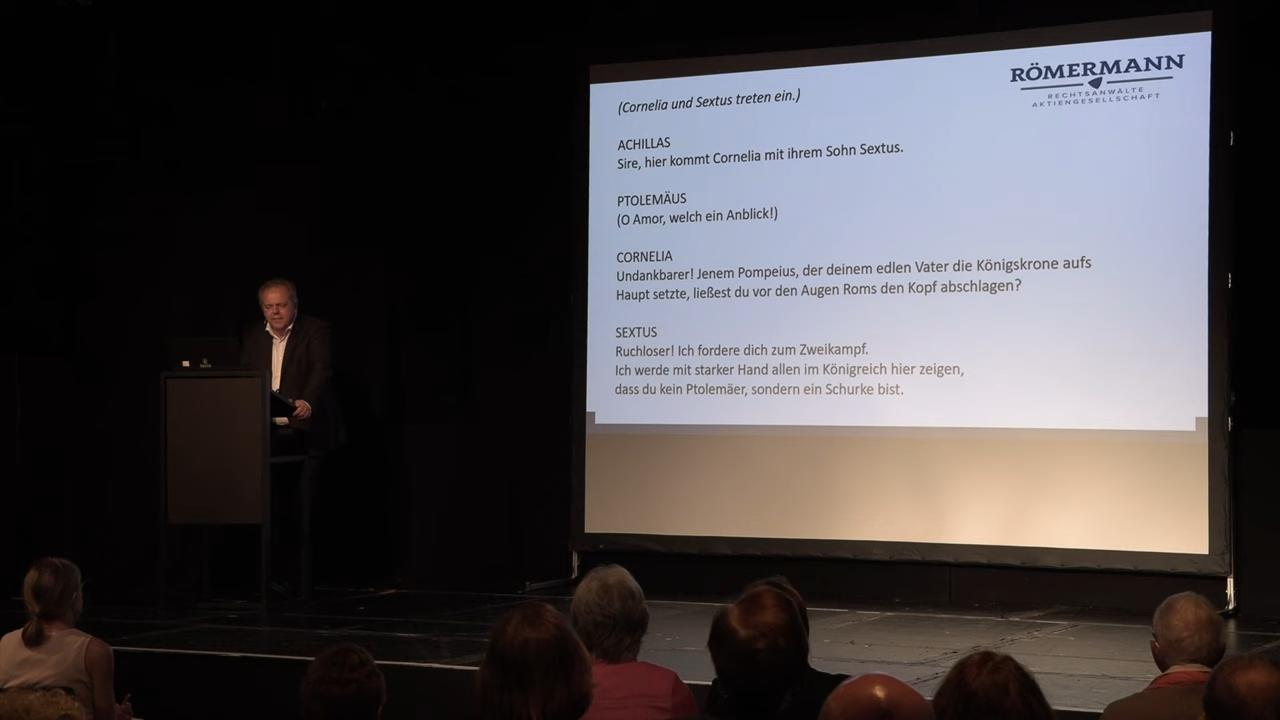 RÖMERMANN
RECHTSANWÄLTE
AKTIENGESELLSCHAFT
(Cornelia und Sextus treten ein.)
ACHILLAS
Sire, hier kommt Cornelia mit ihrem Sohn Sextus.
PTOLEMÄUS
(O Amor, welch ein Anblick!)
CORNELIA
Undankbarer! Jenem Pompeius, der deinem edlen Vater die Königskrone aufs
Haupt setzte, ließest du vor den Augen Roms den Kopf abschlagen?
SEXTUS
Ruchloser! Ich fordere dich zum Zweikampf.
Ich werde mit starker Hand allen im Königreich hier zeigen,
dass du kein Ptolemäer, sondern ein Schurke bist.